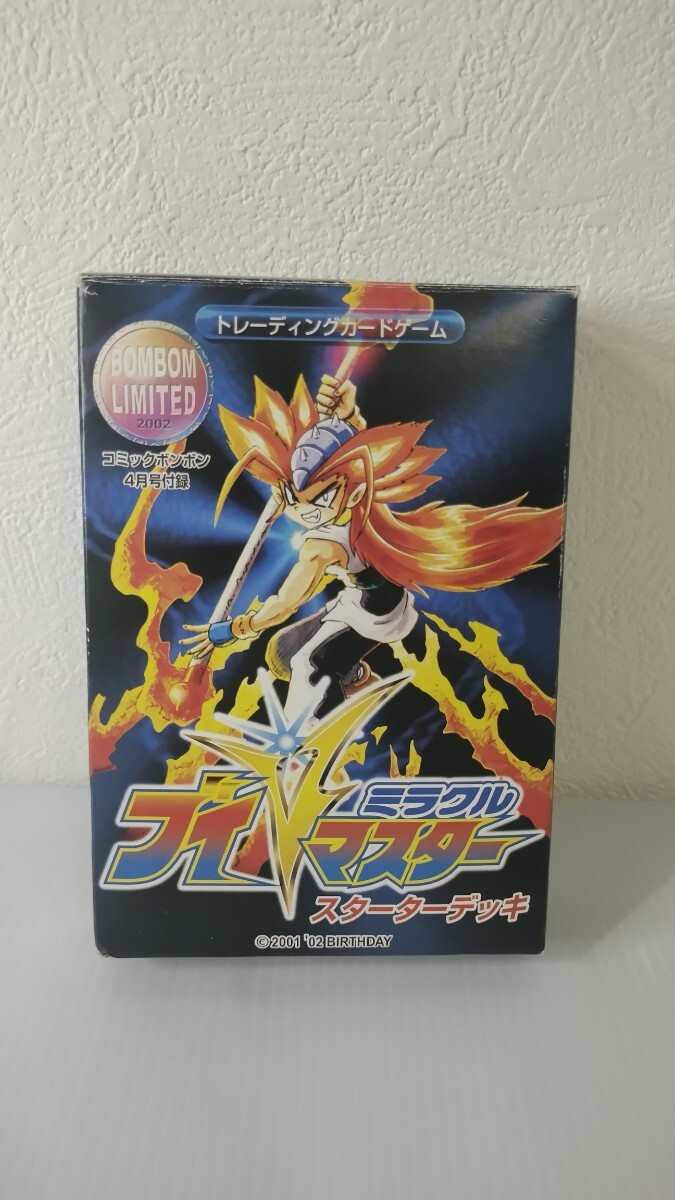 トレーディングカードゲーム
BOMBOM
LIMITED
2002
コミックボンボン
4月号付録
ミラクル
ブイマスター
スターターデッキ
©2001 '02 BIRTHDAY